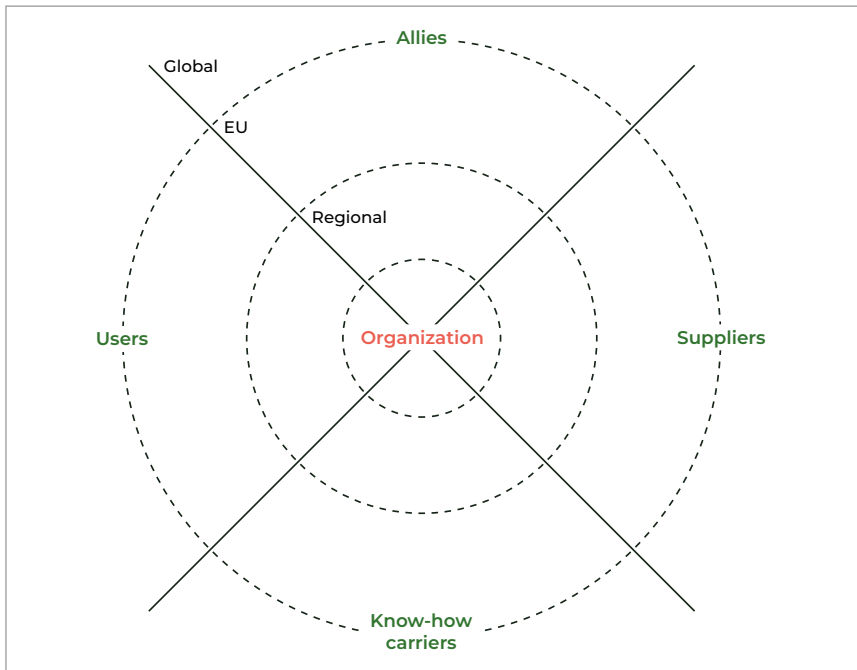 Allies
Global
EU
Regional
Users
Organization
Suppliers
Know-how
carriers